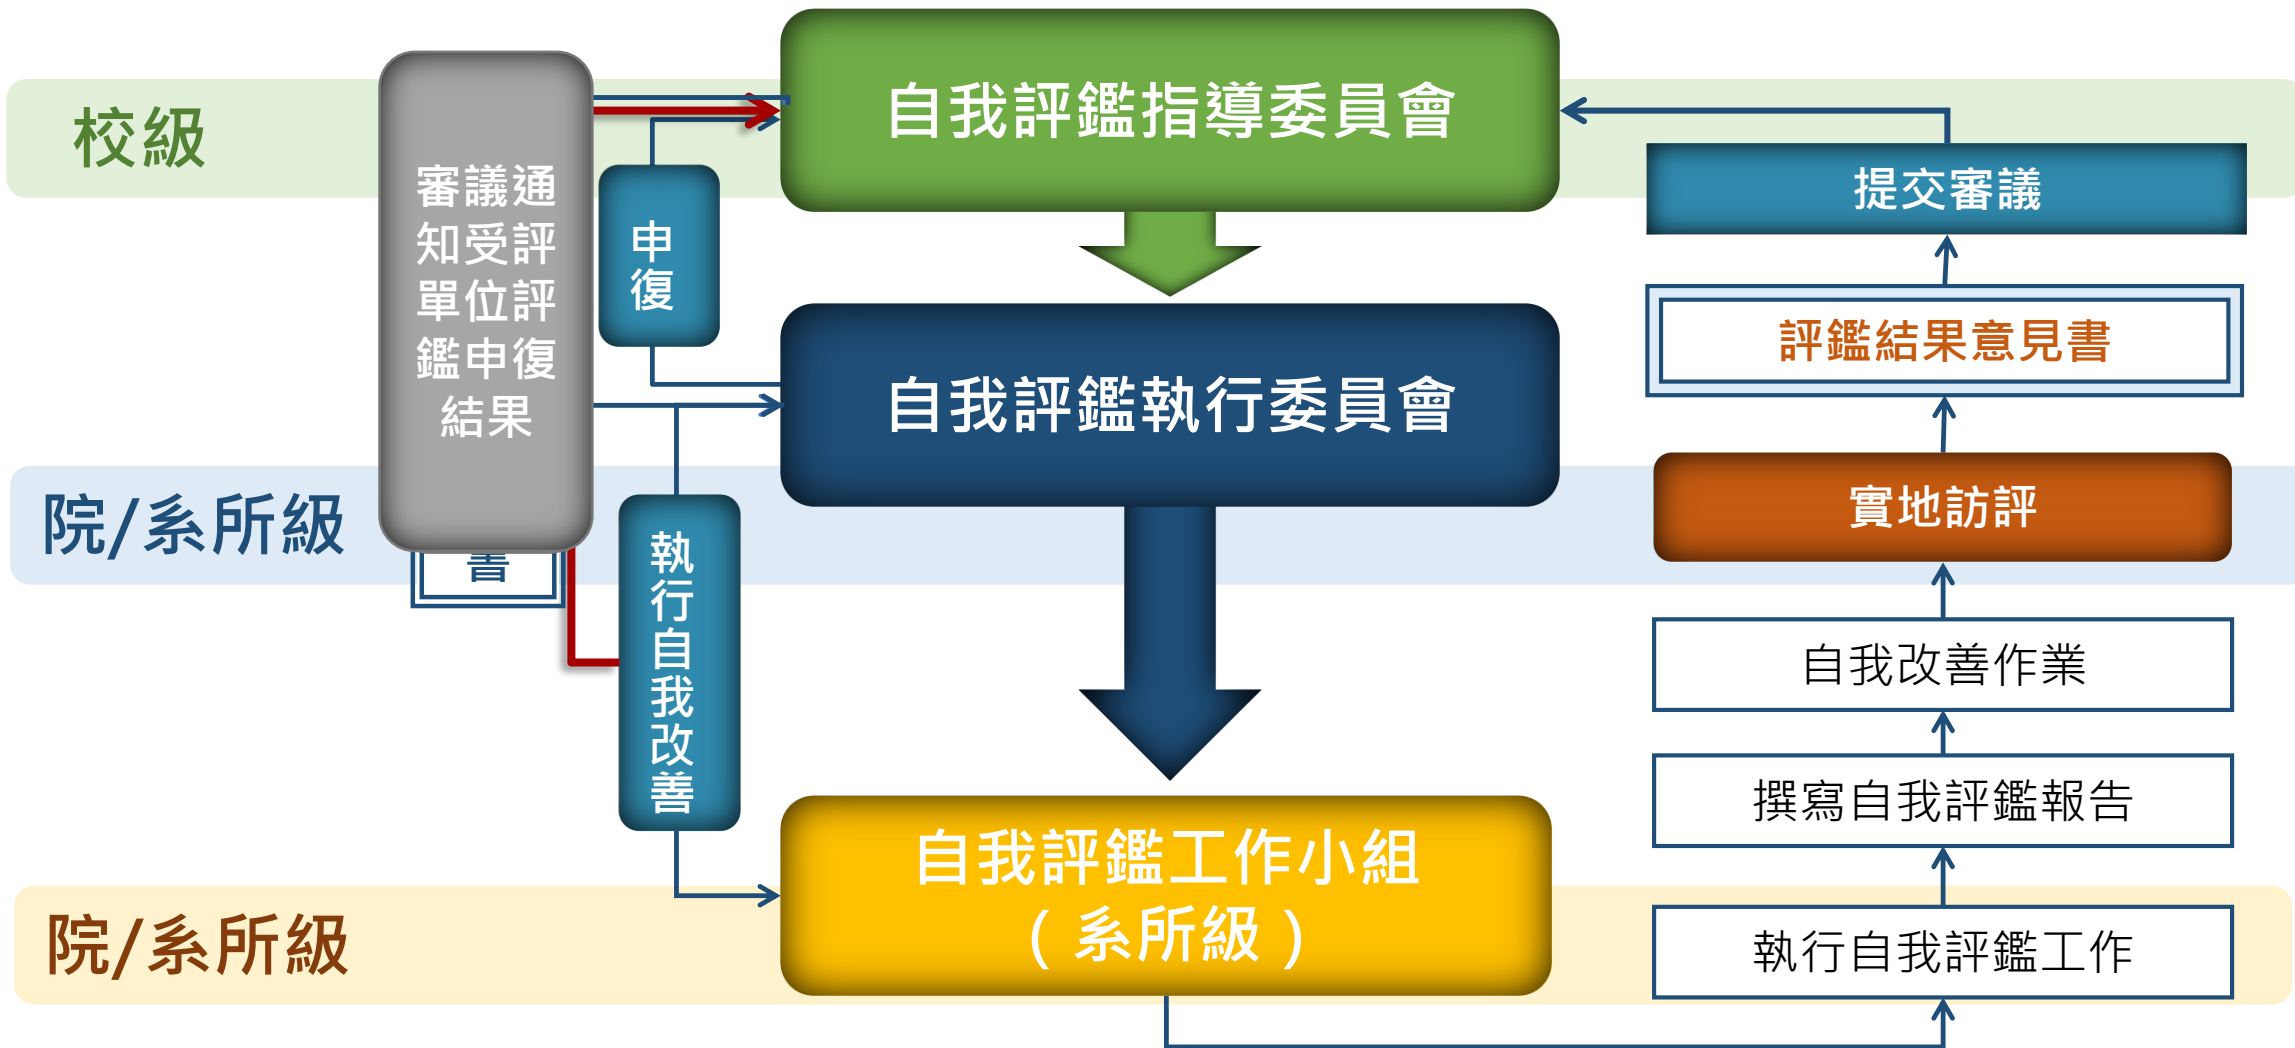 校級
審議通
知受評
單位評
鑑申復
結果
申
復
自我評鑑指導委員會
提交審議
評鑑結果意見書
自我評鑑執行委員會
院/系所級
書
執
行
自
我
改
善
實地訪評
自我改善作業
撰寫自我評鑑報告
自我評鑑工作小組
（系所級）
院/系所級
執行自我評鑑工作